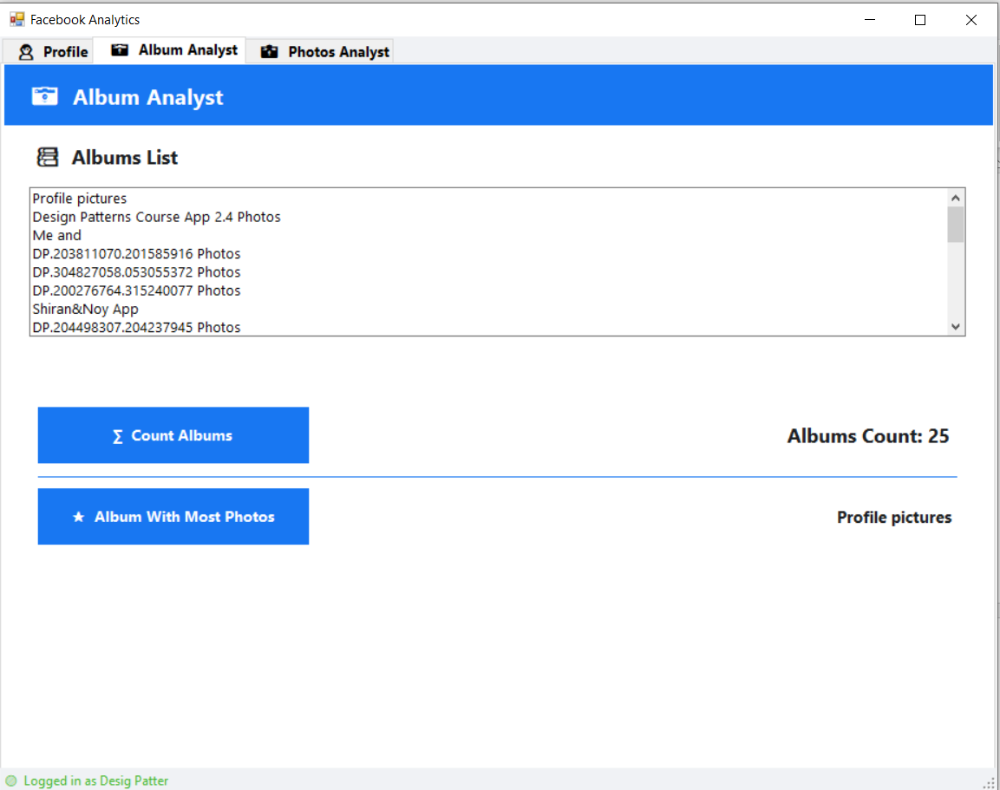 Facebook Analytics
Profile
Album Analyst
Photos Analyst
Album Analyst
Albums List
Profile pictures
Design Patterns Course App 2.4 Photos
Me and
DP.203811070.201585916 Photos
DP.304827058.053055372 Photos
DP.200276764.315240077 Photos
Shiran&Noy App
DP.204498307.204237945 Photos
∑ Count Albums
Albums Count: 25
★ Album With Most Photos
Profile pictures
Logged in as Desig Patter